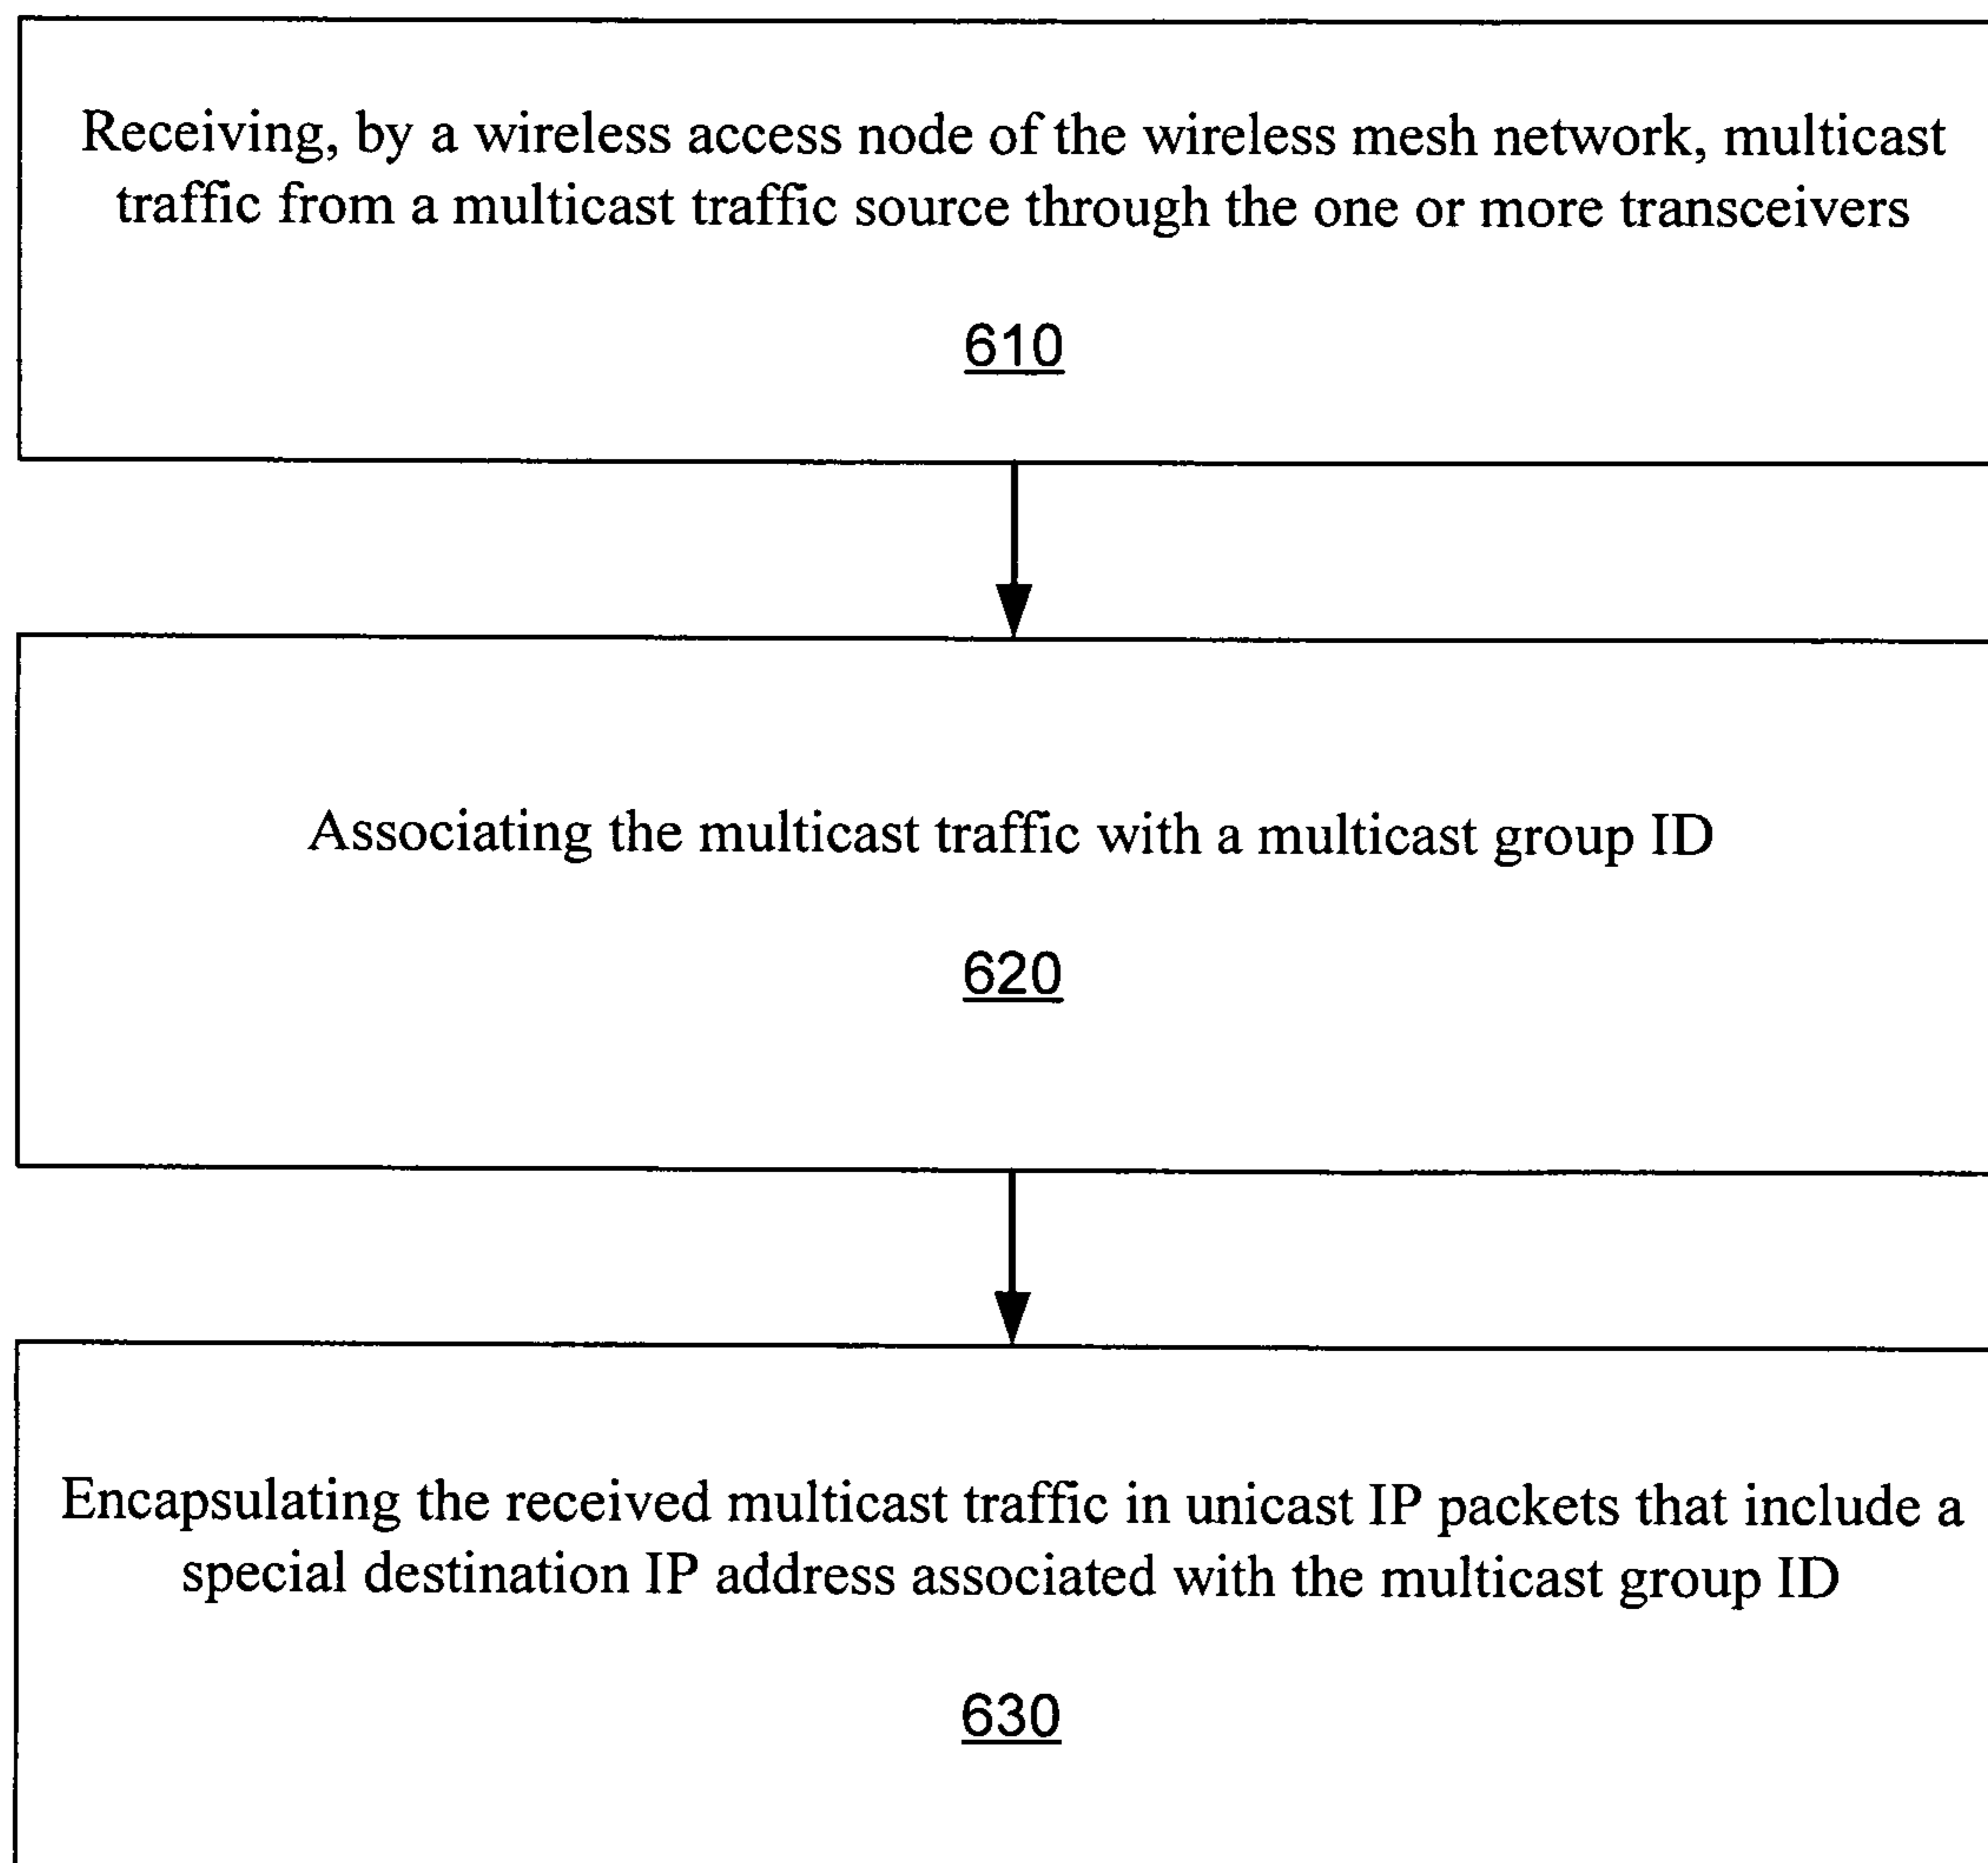 Receiving, by a wireless access node of the wireless mesh network, multicast
traffic from a multicast traffic source through the one or more transceivers
610
Associating the multicast traffic with a multicast group ID
620
Encapsulating the received multicast traffic in unicast IP packets that include a
special destination IP address associated with the multicast group ID
630